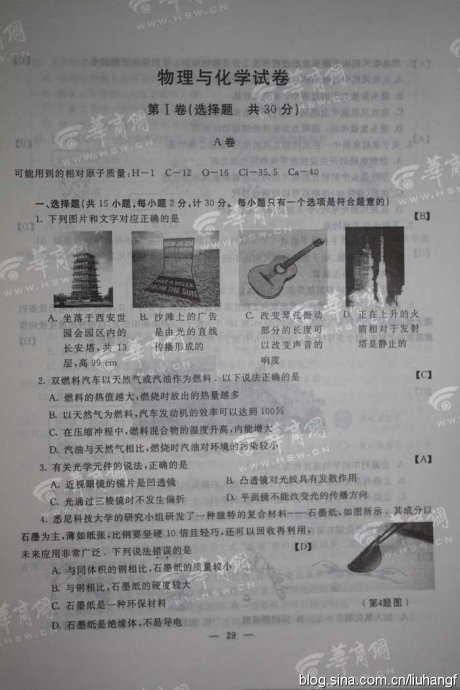 物理与化学试卷
第Ⅰ卷(选择题 共30分)
A卷
可能用到的相对原子质量:H—1 C—12 O—16 Cl—35.5 Ca—40
一、选择题(共15小题,每小题2分,计30分。每小题只有一个选项是符合题意的)
1. 下列图片和文字对应正确的是 【B】
A. 坐落于西安世园会园区内的长安塔,共13层,高99 cm
B. 沙滩上的广告是由光的直线传播形成的
C. 改变琴弦振动部分的长度可以改变声音的响度
D. 正在上升的火箭相对于发射塔是静止的
2. 双燃料汽车以天然气或汽油作为燃料。以下说法正确的是 【C】
A. 燃料的热值越大,燃烧时放出的热量越多
B. 以天然气为燃料,汽车发动机的效率可以达到100%
C. 在压缩冲程中,燃料混合物的温度升高,内能增大
D. 汽油与天然气相比,燃烧时汽油对环境的污染较小
3. 有关光学元件的说法,正确的是 【A】
A. 近视眼镜的镜片是凹透镜 B. 凸透镜对光线具有发散作用
C. 光通过三棱镜时不发生偏折 D. 平面镜不能改变光的传播方向
4. 悉尼科技大学的研究小组研发了一种独特的复合材料——石墨纸,如图所示。其成分以
石墨为主,薄如纸张,比钢要坚硬10倍且轻巧,还可以回收再利用,
未来应用非常广泛。下列说法错误的是 【D】
A. 与同体积的钢相比,石墨纸的质量较小
B. 与钢相比,石墨纸的硬度较大
C. 石墨纸是一种环保材料
D. 石墨纸是绝缘体,不易导电
(第4题图)
— 29 —
华商网
WWW.HSW.CN
blog.sina.com.cn/liuhangf